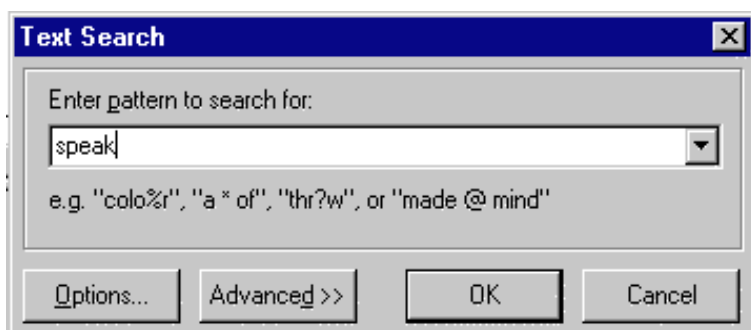 Text Search
Enter pattern to search for:
speak
e.g. "colo%r", "a * of", "thr?w", or "made @ mind"
Options... Advanced >> OK Cancel